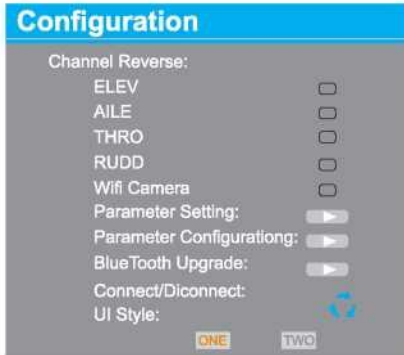 Configuration
Channel Reverse:
ELEV
AILE
THRO
RUDD
Wifi Camera
Parameter Setting:
Parameter Configurationg:
BlueTooth Upgrade:
Connect/Diconnect:
UI Style:
ONE TWO